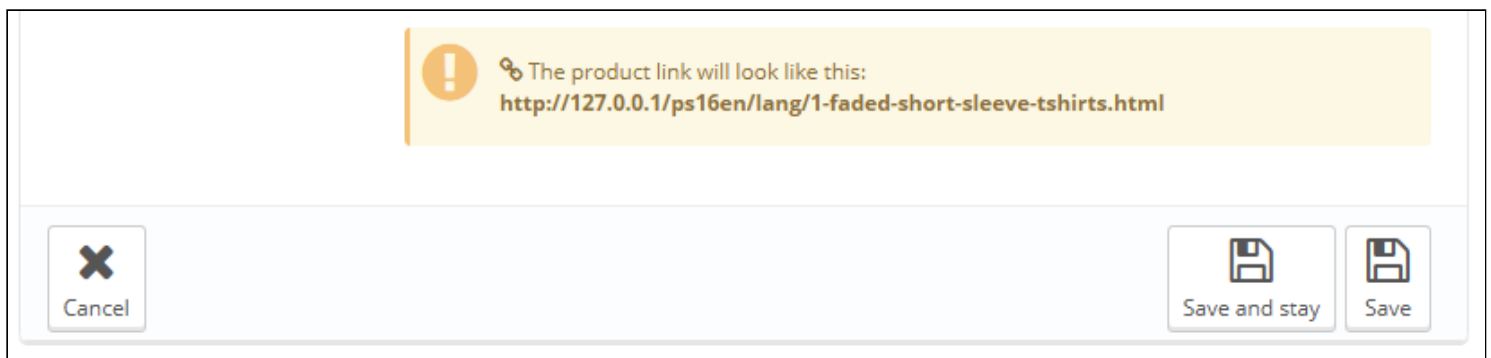 The product link will look like this:
http://127.0.0.1/ps16en/lang/1-faded-short-sleeve-tshirts.html
Cancel
Save and stay
Save